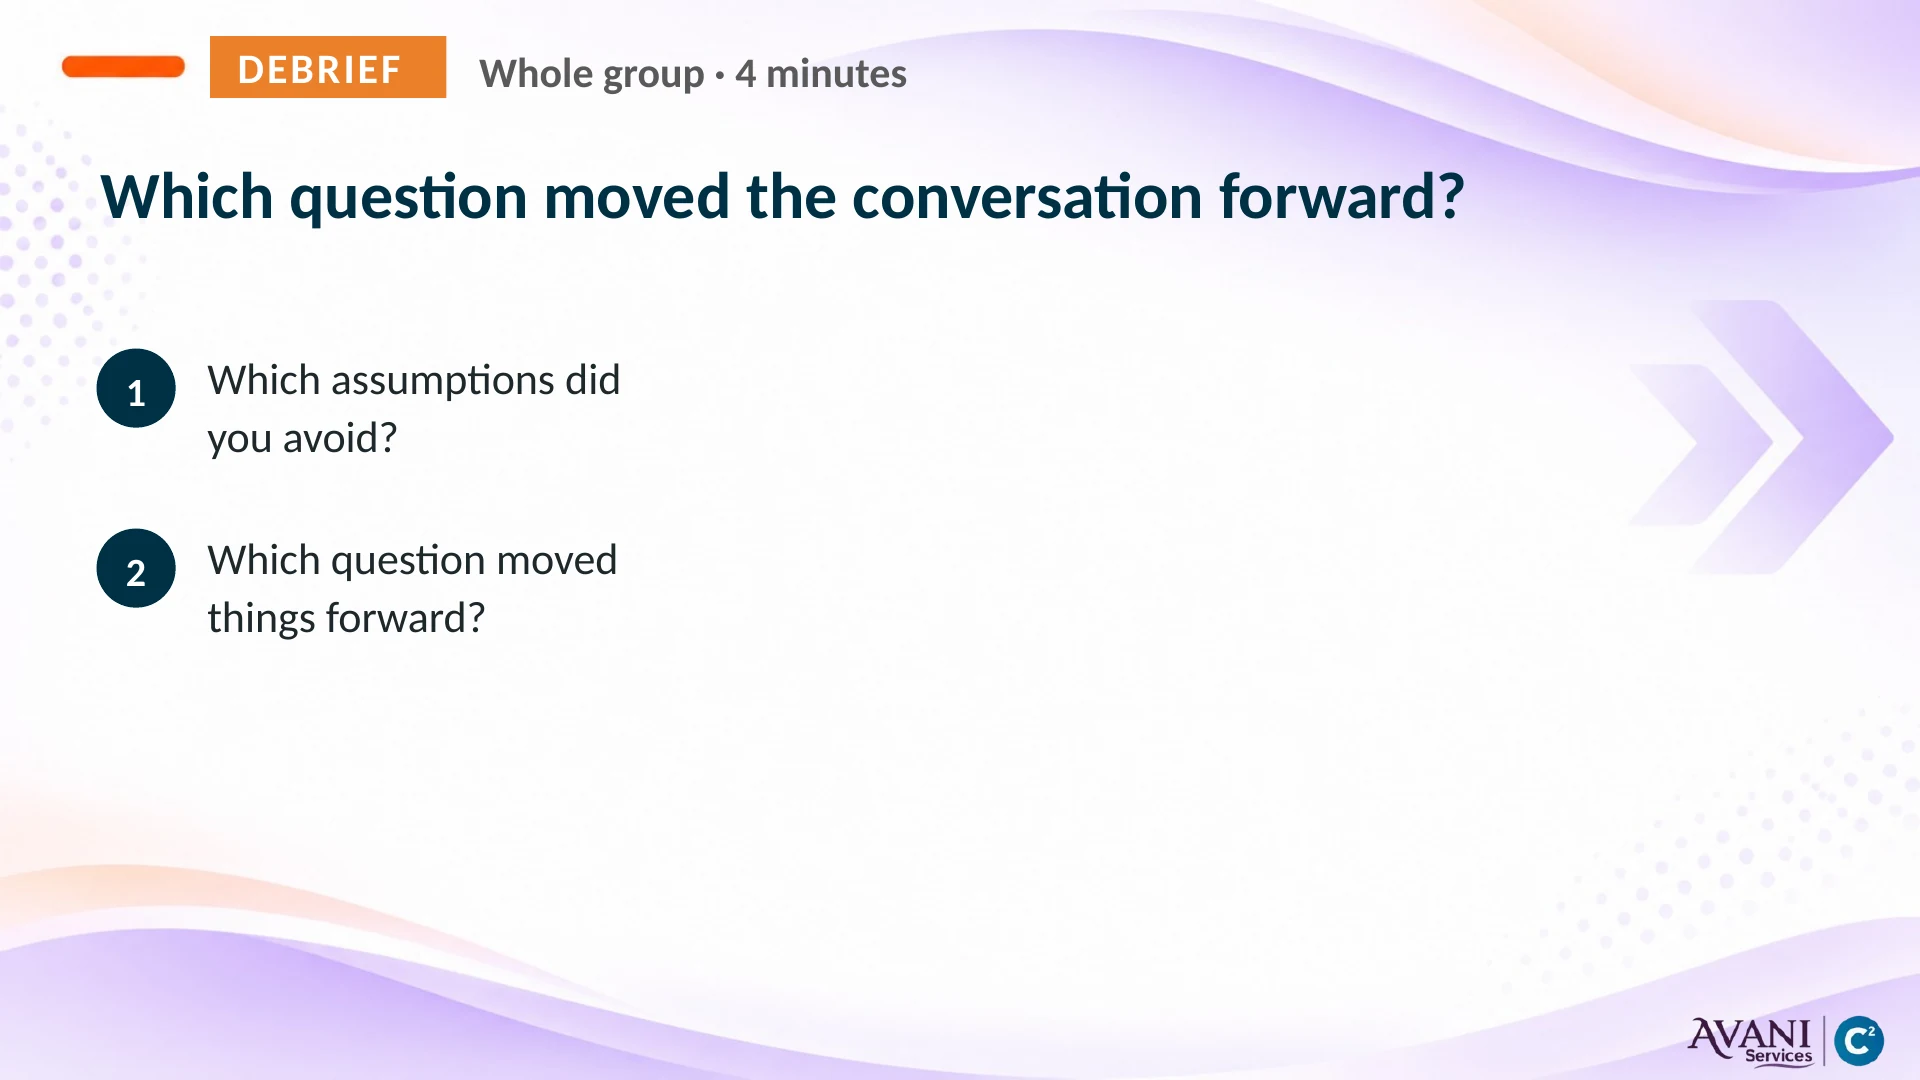 DEBRIEF
Whole group · 4 minutes
Which question moved the conversation forward?
1
Which assumptions did
you avoid?
2
Which question moved
things forward?
AVANI
Services
C²